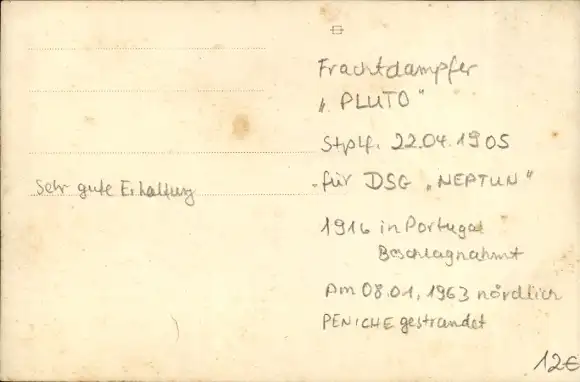 Frachtdampfer
"PLUTO"
Stplf. 22.04.1905
für DSG "NEPTUN"
1916 in Portugal
Beschlagnahmt
Am 08.01.1963 nördlich
PENICHE gestrandet
Sehr gute Erhaltung
12€